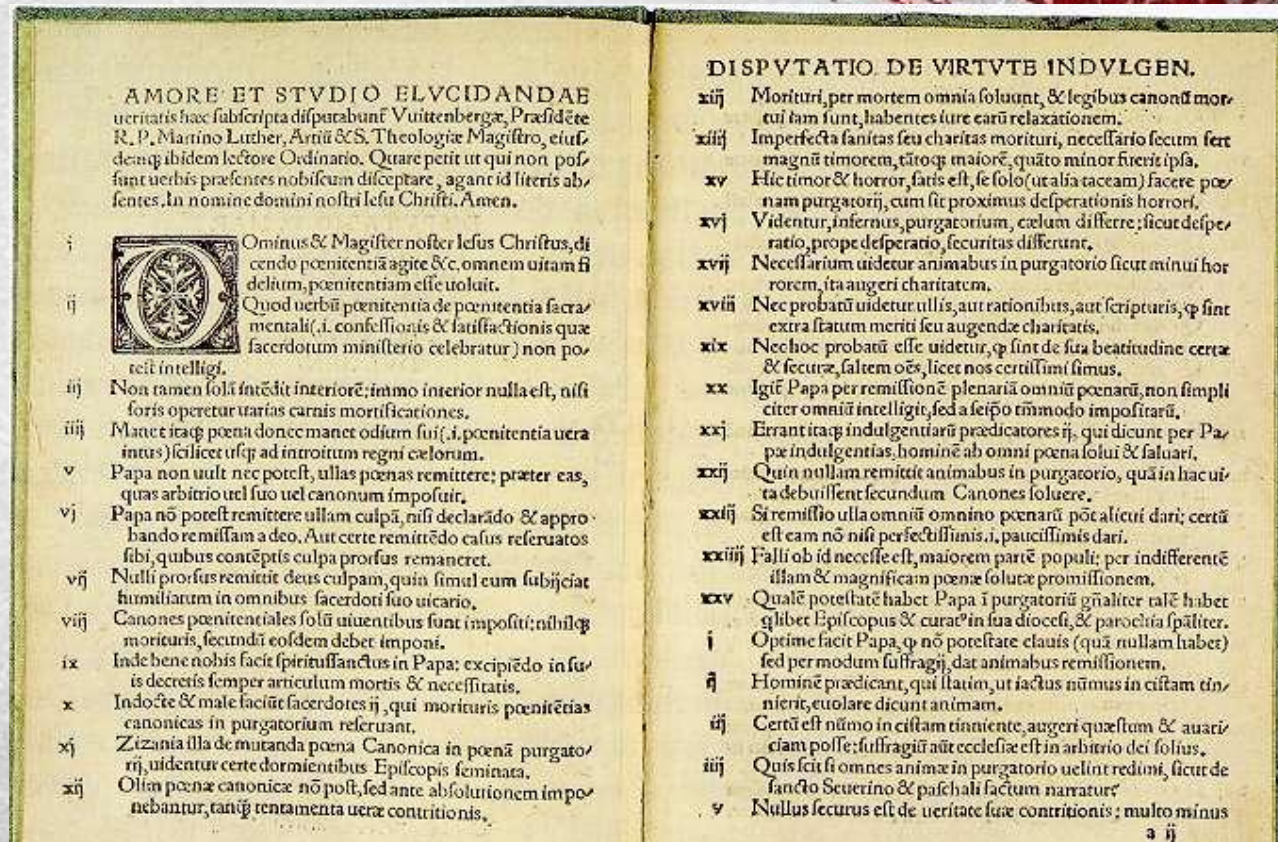 AMORE ET STVDIO ELVCIDANDAE
ueritatis hæc subscripta disputabunt̄ Vuittenbergæ, Præsidēte
R. P. Martino Luther, Artiū & S. Theologiæ Magistro, eius-
demq; ibidem lectore Ordinario. Quare petit ut qui non pos-
sunt uerbis præsentes nobiscum disceptare, agant id literis ab-
sentes. In nomine domini nostri Iesu Christi. Amen.
i Ominus & Magister noster Iesus Christus, di
cendo pœnitentiā agite &c. omnem uitam fi
delium, pœnitentiam esse uoluit.
ij Quod uerbū pœnitentia de pœnitentia sacra-
mentali (.i. confessionis & satisfactionis quæ
sacerdotum ministerio celebratur) non po-
test intelligi.
iij Non tamen solā intēdit interiorē: immo interior nulla est, nisi
foris operetur uarias carnis mortificationes.
iiij Manet itaq; pœna donec manet odium sui (.i. pœnitentia uera
intus) scilicet usq; ad introitum regni cælorum.
v Papa non uult nec potest, ullas pœnas remittere: præter eas,
quas arbitrio uel suo uel canonum imposuit.
vj Papa nō potest remittere ullam culpā, nisi declarādo & appro-
bando remissam a deo. Aut certe remittēdo casus reseruatos
sibi, quibus contēptis culpa prorsus remaneret.
vij Nulli prorsus remittit deus culpam, quin simul eum subijciat
humiliatum in omnibus sacerdoti suo uicario.
viij Canones pœnitentiales solū uiuentibus sunt impositi: nihilq;
morituris, secundū eosdem debet imponi.
ix Inde bene nobis facit spiritussanctus in Papa: excipiēdo in su-
is decretis semper articulum mortis & necessitatis.
x Indocte & male faciūt sacerdotes ij, qui morituris pœnitētias
canonicas in purgatorium reseruant.
xj Zizania illa de mutanda pœna Canonica in pœnā purgato-
rij, uidentur certe dormientibus Episcopis seminata.
xij Olim pœnæ canonicæ nō post, sed ante absolutionem impo-
nebantur, tanq̄ tentamenta ueræ contritionis.
DISPVTATIO DE VIRTVTE INDVLGEN.
xiij Morituri, per mortem omnia soluunt, & legibus canonū mor-
tui iam sunt, habentes iure earū relaxationem.
xiiij Imperfecta sanitas seu charitas morituri, necessario secum fert
magnū timorem, tātoq; maiorē, quāto minor fuerit ipsa.
xv Hic timor & horror, satis est, se solo (ut alia taceam) facere pœ-
nam purgatorij, cum sit proximus desperationis horrori.
xvj Videntur, infernus, purgatorium, cælum differre: sicut despe-
ratio, prope desperatio, securitas differunt.
xvij Necessarium uidetur animabus in purgatorio sicut minui hor
rorem, ita augeri charitatem.
xviij Nec probatū uidetur ullis, aut rationibus, aut scripturis, q̄ sint
extra statum meriti seu augendæ charitatis.
xix Nec hoc probatū esse uidetur, q̄ sint de sua beatitudine certæ
& securæ, saltem oēs, licet nos certissimi simus.
xx Igit̄ Papa per remissionē plenariā omniū pœnarū, non simpli
citer omniū intelligit, sed a seipo tm̄modo impositarū.
xxj Errant itaq; indulgentiarū prædicatores ij, qui dicunt per Pa-
pæ indulgentias, hominē ab omni pœna solui & saluari.
xxij Quin nullam remittit animabus in purgatorio, quā in hac ui-
ta debuissent secundum Canones soluere.
xxiij Si remissio ulla omniū omnino pœnarū pōt alicui dari: certū
est eam nō nisi perfectissimis .i. paucissimis dari.
xxiiij Falli ob id necesse est, maiorem partē populi: per indifferentē
illam & magnificam pœnæ solutæ promissionem.
xxv Qualē potestatē habet Papa ī purgatoriū gn̄aliter talē habet
q̄libet Episcopus & curat⁹ in sua diocesi, & parochia sp̄aliter.
i Optime facit Papa, q̄ nō potestate clauis (quā nullam habet)
sed per modum suffragij, dat animabus remissionem.
ij Hominē prædicant, qui statim, ut iactus nūmus in cistam tin-
nierit, euolare dicunt animam.
iij Certū est nūmo in cistam tinniente, augeri quæstum & auari-
ciam posse: suffragiū aūt ecclesiæ est in arbitrio dei solius.
iiij Quis scit si omnes animæ in purgatorio uelint redimi, sicut de
sancto Seuerino & paschali factum narratur?
v Nullus securus est de ueritate suæ contritionis: multo minus
a ij